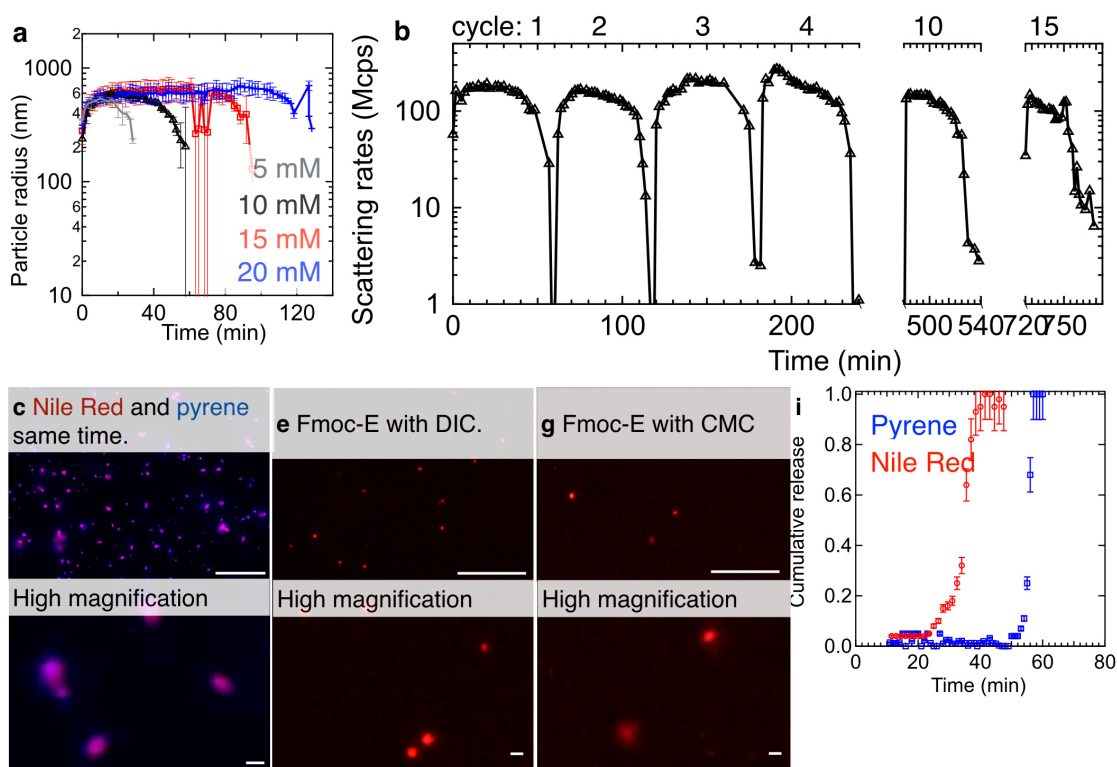 a
Particle radius (nm)
2
1000
6
4
2
100
6
4
2
10
0
40
80
120
Time (min)
5 mM
10 mM
15 mM
20 mM
b
cycle: 1 2 3 4 10 15
Scattering rates (Mcps)
100
10
1
0 100 200 500 540 720 750
Time (min)
c Nile Red and pyrene
same time.
High magnification
e Fmoc-E with DIC.
High magnification
g Fmoc-E with CMC
High magnification
i
Pyrene
Nile Red
Cumulative release
1.0
0.8
0.6
0.4
0.2
0.0
0 20 40 60 80
Time (min)